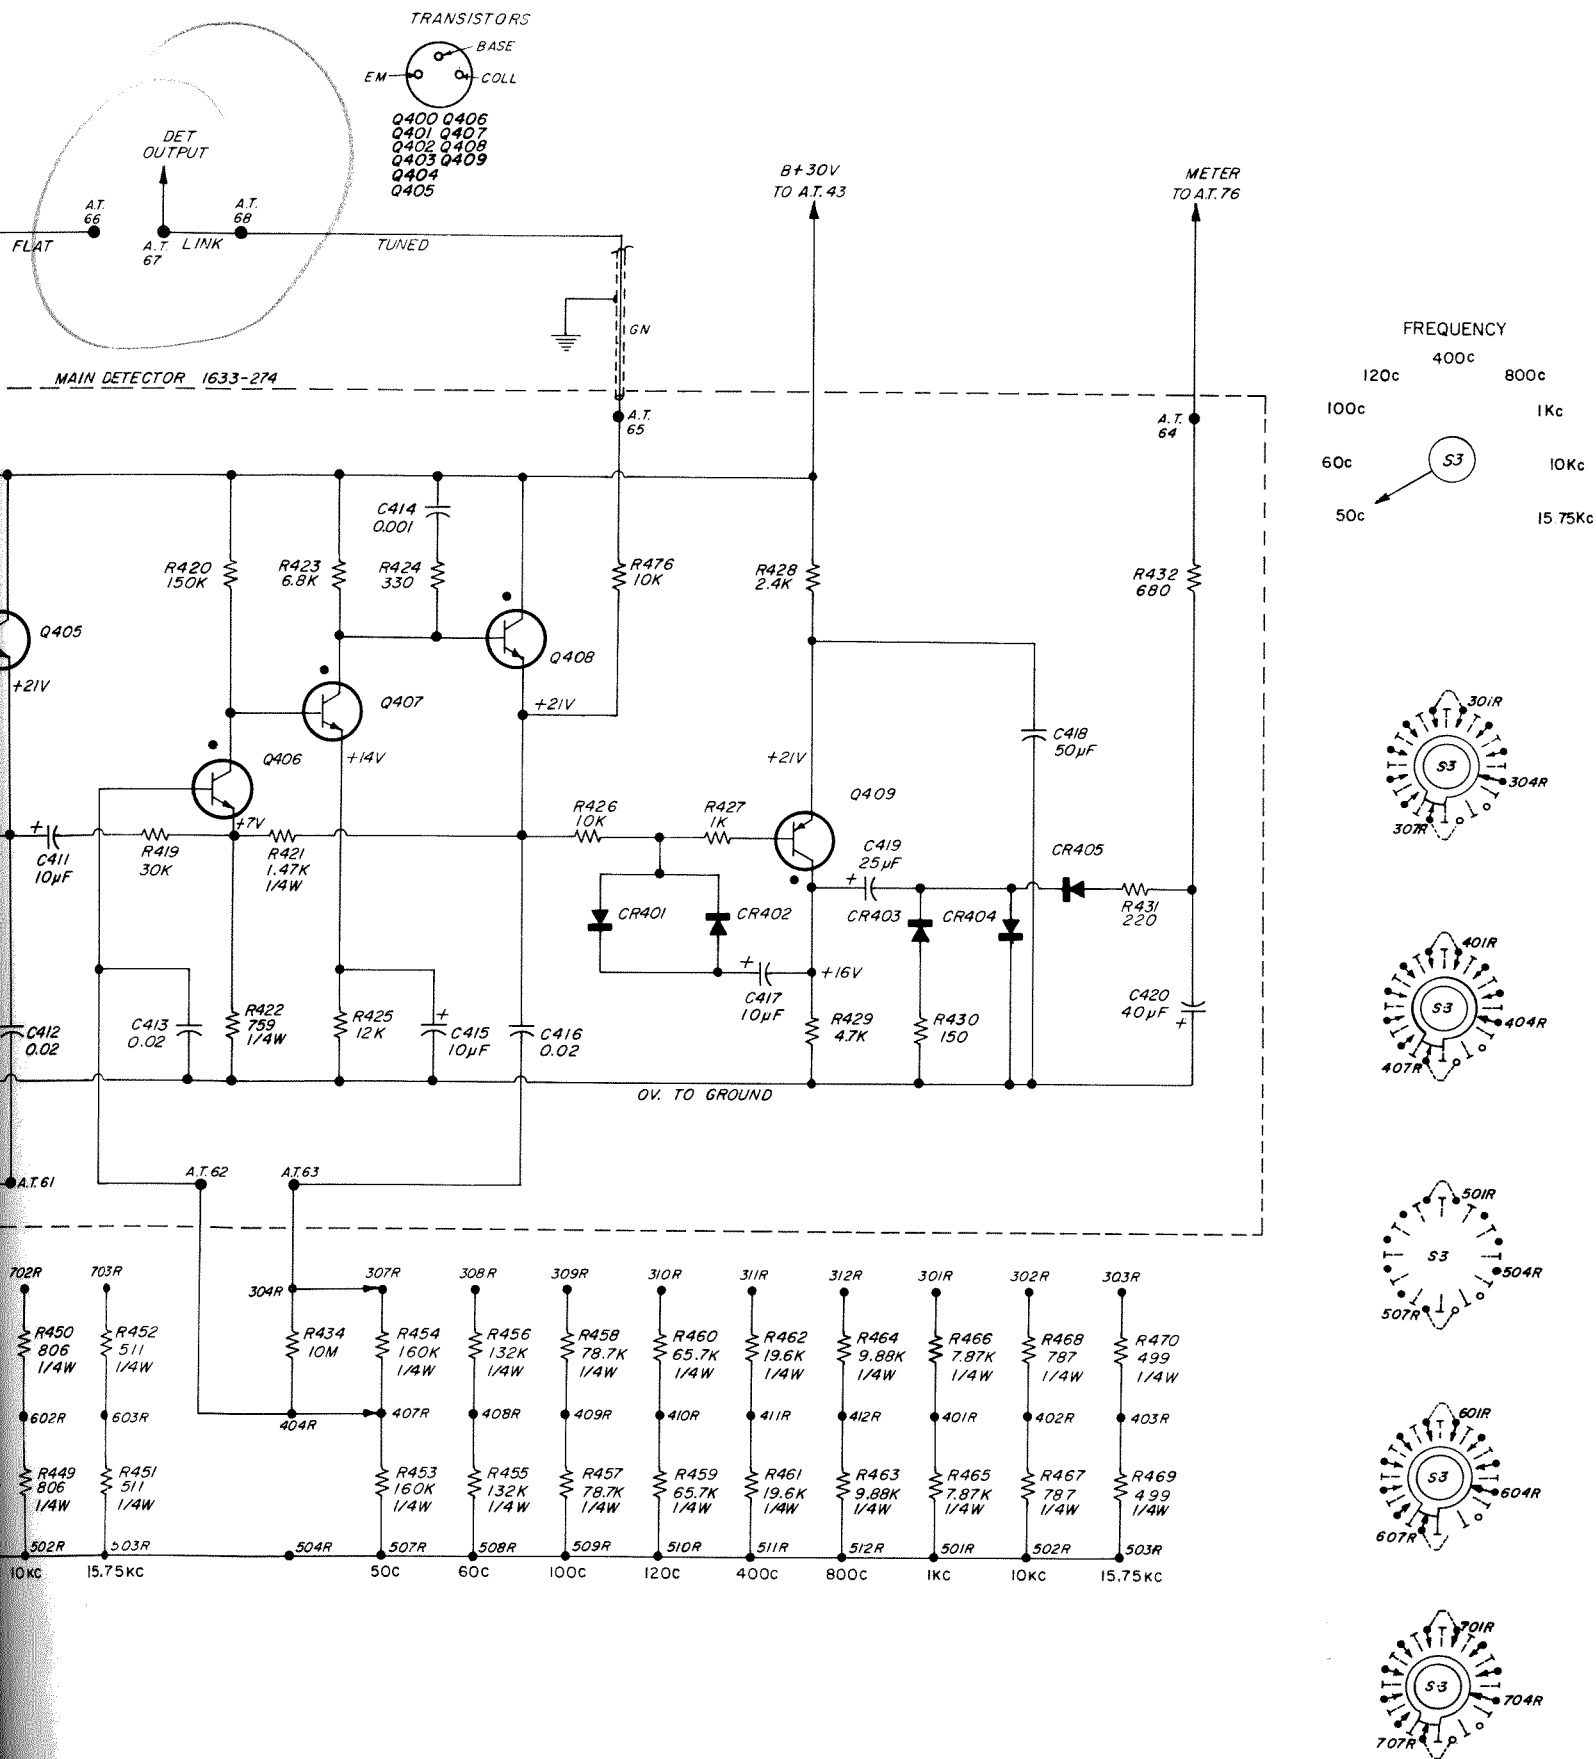 TRANSISTORS
BASE
EM
COLL
Q400 Q406
Q401 Q407
Q402 Q408
Q403 Q409
Q404
Q405
DET
OUTPUT
A.T.
66
A.T.
68
FLAT
A.T.
67
LINK
TUNED
B+30V
TO A.T. 43
METER
TO A.T. 76
GN
MAIN DETECTOR 1633-274
A.T.
65
A.T.
64
FREQUENCY
400c
120c
800c
100c
1Kc
60c
S3
10Kc
50c
15.75Kc
C414
0.001
R420
150K
R423
6.8K
R424
330
R476
10K
R428
2.4K
R432
680
Q405
+21V
Q408
+21V
Q407
+14V
Q406
+7V
+21V
C418
50µF
Q409
+
C411
10µF
R419
30K
R421
1.47K
1/4W
R426
10K
R427
1K
C419
25µF
+
CR405
R431
220
CR401
CR402
CR403
CR404
+
C417
10µF
+16V
C412
0.02
C413
0.02
R422
759
1/4W
R425
12K
+
C415
10µF
C416
0.02
R429
4.7K
R430
150
C420
40µF
+
OV. TO GROUND
A.T.61
A.T.62
A.T.63
702R
703R
304R
307R
308R
309R
310R
311R
312R
301R
302R
303R
R450
806
1/4W
R452
511
1/4W
R434
10M
R454
160K
1/4W
R456
132K
1/4W
R458
78.7K
1/4W
R460
65.7K
1/4W
R462
19.6K
1/4W
R464
9.88K
1/4W
R466
7.87K
1/4W
R468
787
1/4W
R470
499
1/4W
602R
603R
404R
407R
408R
409R
410R
411R
412R
401R
402R
403R
R449
806
1/4W
R451
511
1/4W
R453
160K
1/4W
R455
132K
1/4W
R457
78.7K
1/4W
R459
65.7K
1/4W
R461
19.6K
1/4W
R463
9.88K
1/4W
R465
7.87K
1/4W
R467
787
1/4W
R469
499
1/4W
502R
503R
504R
507R
508R
509R
510R
511R
512R
501R
502R
503R
10KC
15.75KC
50C
60C
100C
120C
400C
800C
1KC
10KC
15.75KC
301R
S3
304R
307R
401R
S3
404R
407R
501R
S3
504R
507R
601R
S3
604R
607R
701R
S3
704R
707R